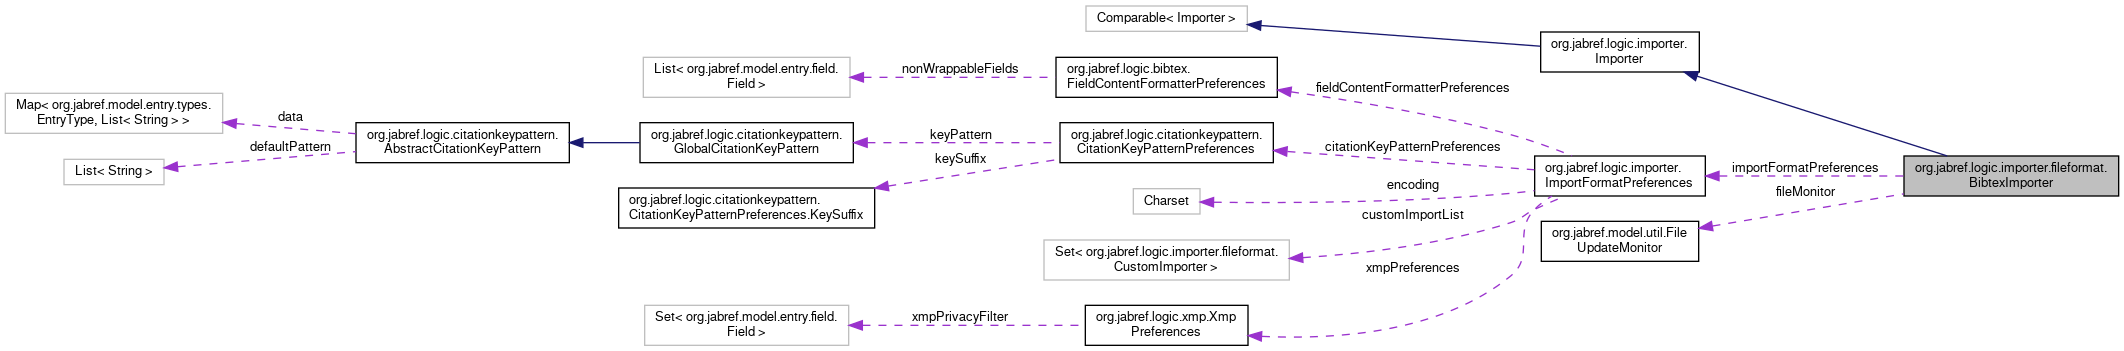 Comparable< Importer >
org.jabref.logic.importer.
Importer
List< org.jabref.model.entry.field.
Field >
nonWrappableFields
org.jabref.logic.bibtex.
FieldContentFormatterPreferences
fieldContentFormatterPreferences
Map< org.jabref.model.entry.types.
EntryType, List< String > >
data
defaultPattern
List< String >
org.jabref.logic.citationkeypattern.
AbstractCitationKeyPattern
org.jabref.logic.citationkeypattern.
GlobalCitationKeyPattern
keyPattern
keySuffix
org.jabref.logic.citationkeypattern.
CitationKeyPatternPreferences
citationKeyPatternPreferences
org.jabref.logic.citationkeypattern.
CitationKeyPatternPreferences.KeySuffix
org.jabref.logic.importer.
ImportFormatPreferences
importFormatPreferences
org.jabref.logic.importer.fileformat.
BibtexImporter
fileMonitor
Charset
encoding
customImportList
org.jabref.model.util.File
UpdateMonitor
Set< org.jabref.logic.importer.fileformat.
CustomImporter >
xmpPreferences
Set< org.jabref.model.entry.field.
Field >
xmpPrivacyFilter
org.jabref.logic.xmp.Xmp
Preferences